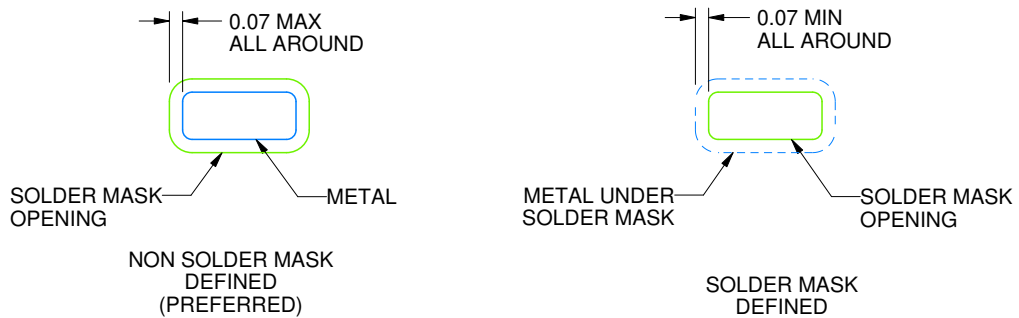 0.07 MAX
ALL AROUND
SOLDER MASK
OPENING
METAL
NON SOLDER MASK
DEFINED
(PREFERRED)
0.07 MIN
ALL AROUND
METAL UNDER
SOLDER MASK
SOLDER MASK
OPENING
SOLDER MASK
DEFINED